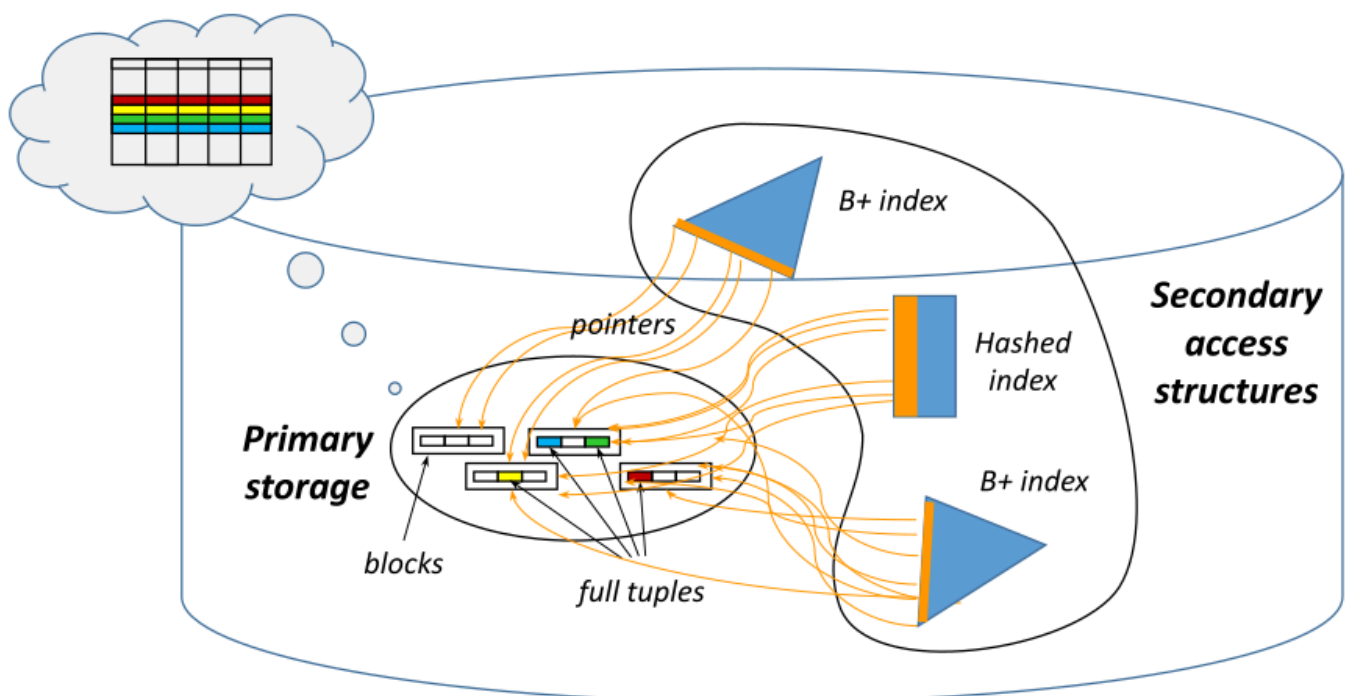 B+ index
Secondary
access
structures
pointers
Hashed
index
Primary
storage
B+ index
blocks
full tuples